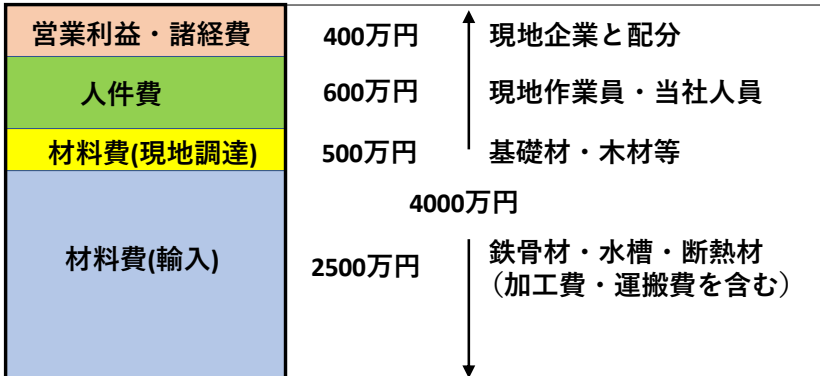 営業利益・諸経費 400万円 現地企業と配分
人件費 600万円 現地作業員・当社人員
材料費(現地調達) 500万円 基礎材・木材等
4000万円
材料費(輸入) 2500万円 鉄骨材・水槽・断熱材
(加工費・運搬費を含む)